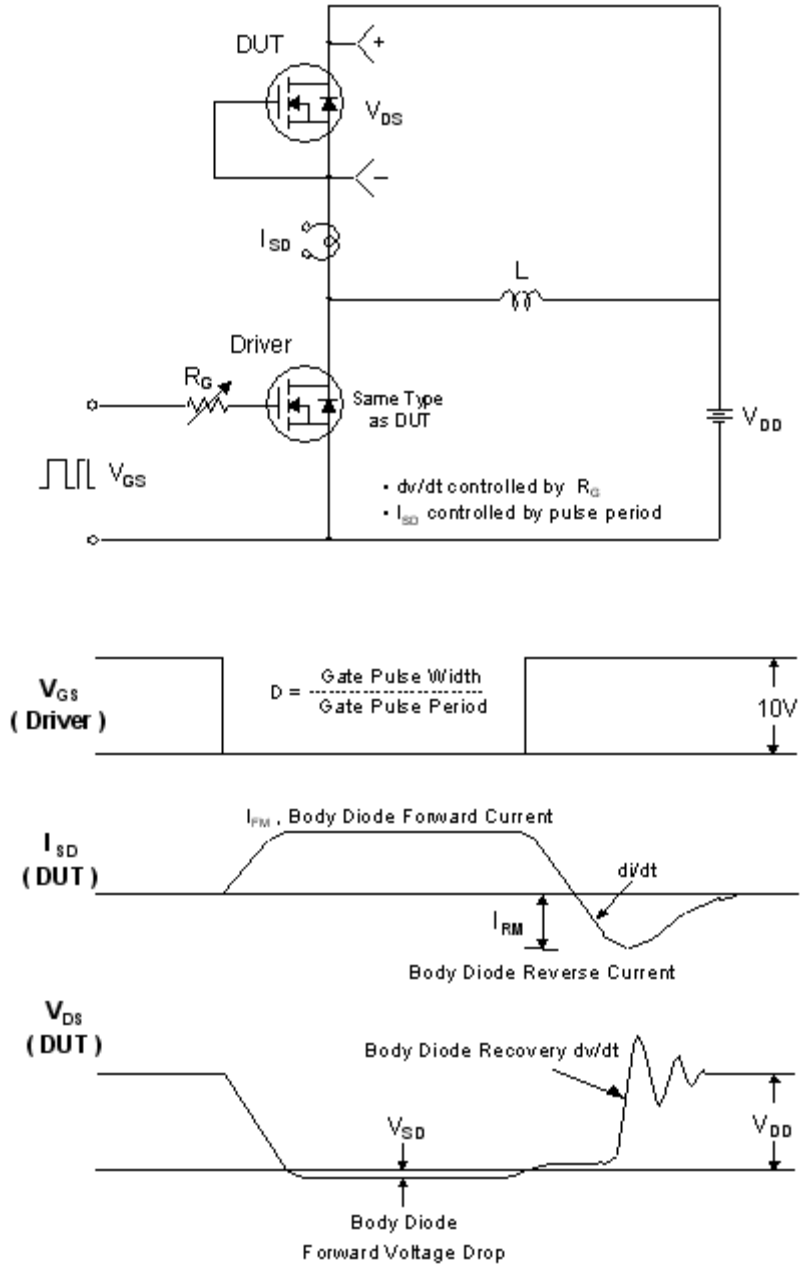 DUT
+
V_DS
−
I_SD
L
Driver
R_G
Same Type
as DUT
V_DD
V_GS
• dv/dt controlled by R_G
• I_SD controlled by pulse period
V_GS
( Driver )
D = Gate Pulse Width
Gate Pulse Period
10V
I_FM , Body Diode Forward Current
I_SD
( DUT )
di/dt
I_RM
Body Diode Reverse Current
V_DS
( DUT )
Body Diode Recovery dv/dt
V_SD
V_DD
Body Diode
Forward Voltage Drop